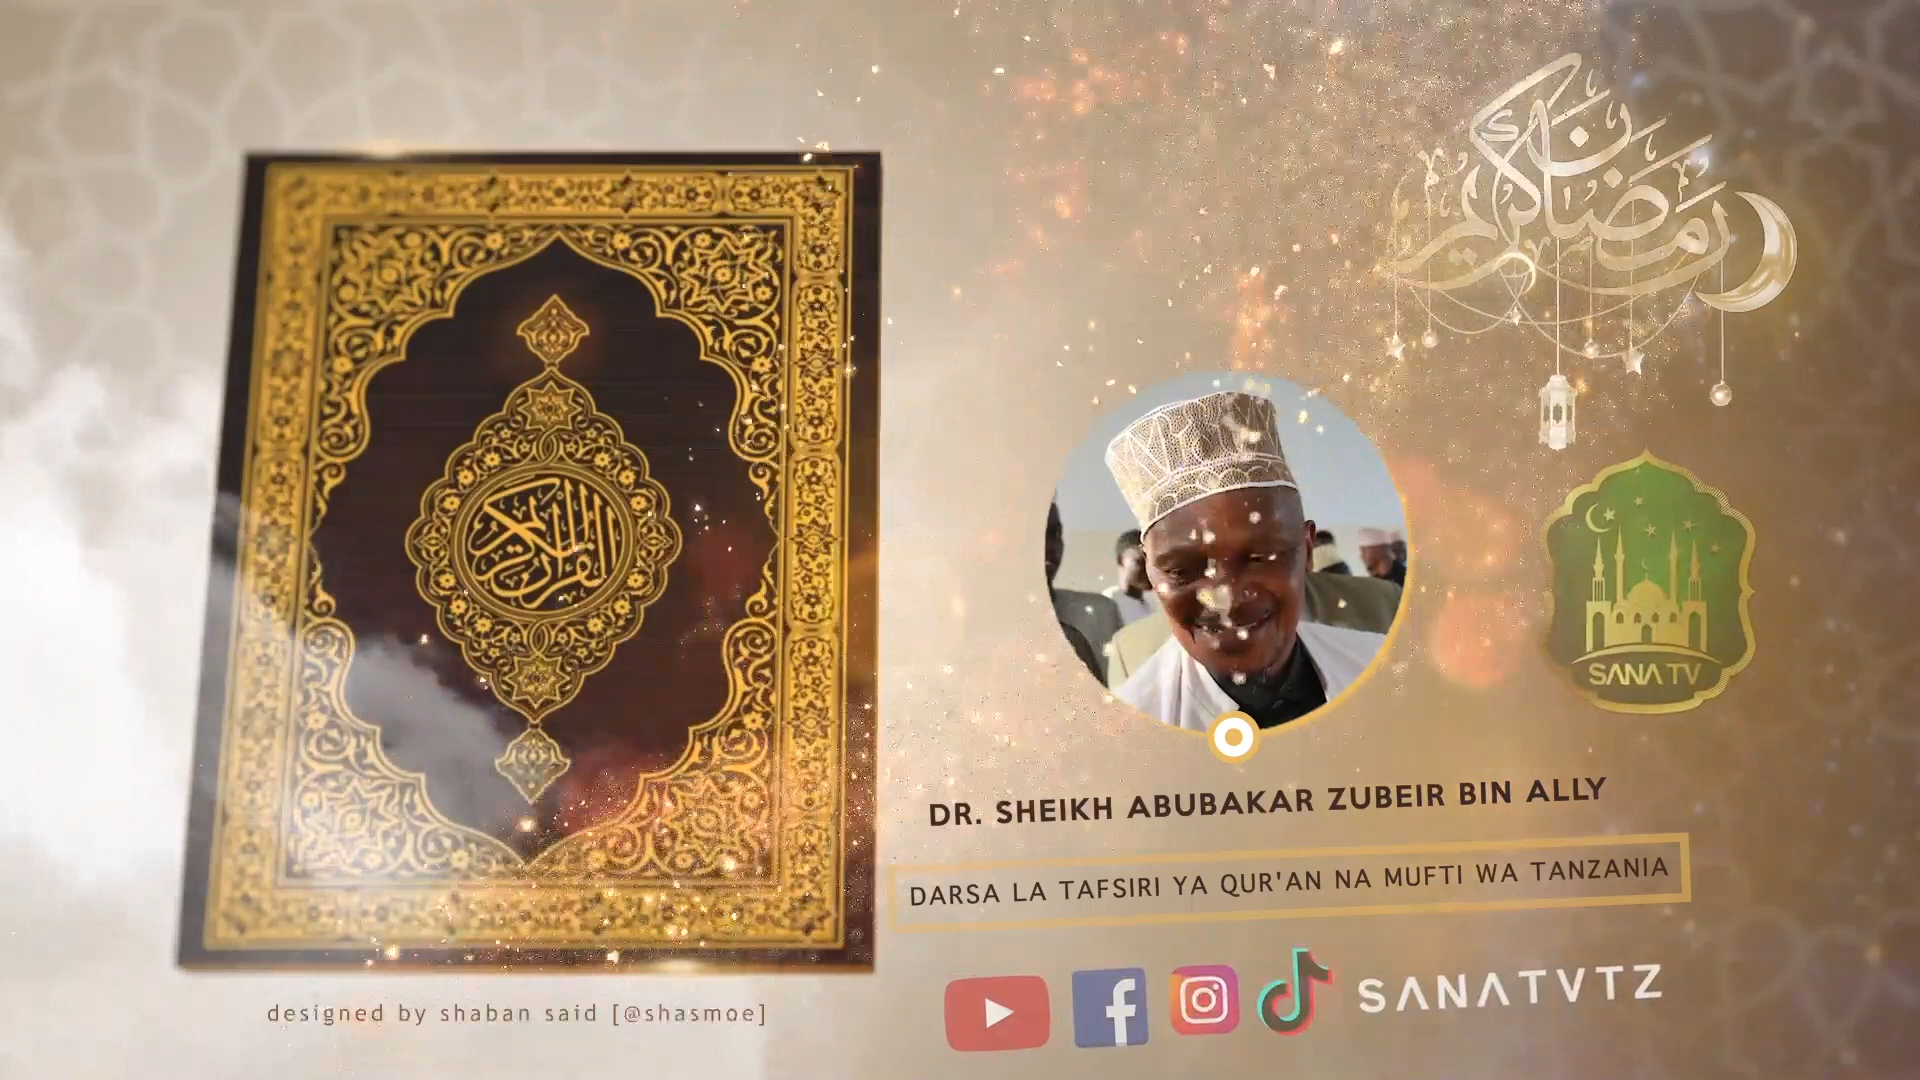 رمضان كريم
القرآن الكريم
SANA TV
DR. SHEIKH ABUBAKAR ZUBEIR BIN ALLY
DARSA LA TAFSIRI YA QUR'AN NA MUFTI WA TANZANIA
SANATVTZ
designed by shaban said [@shasmoe]